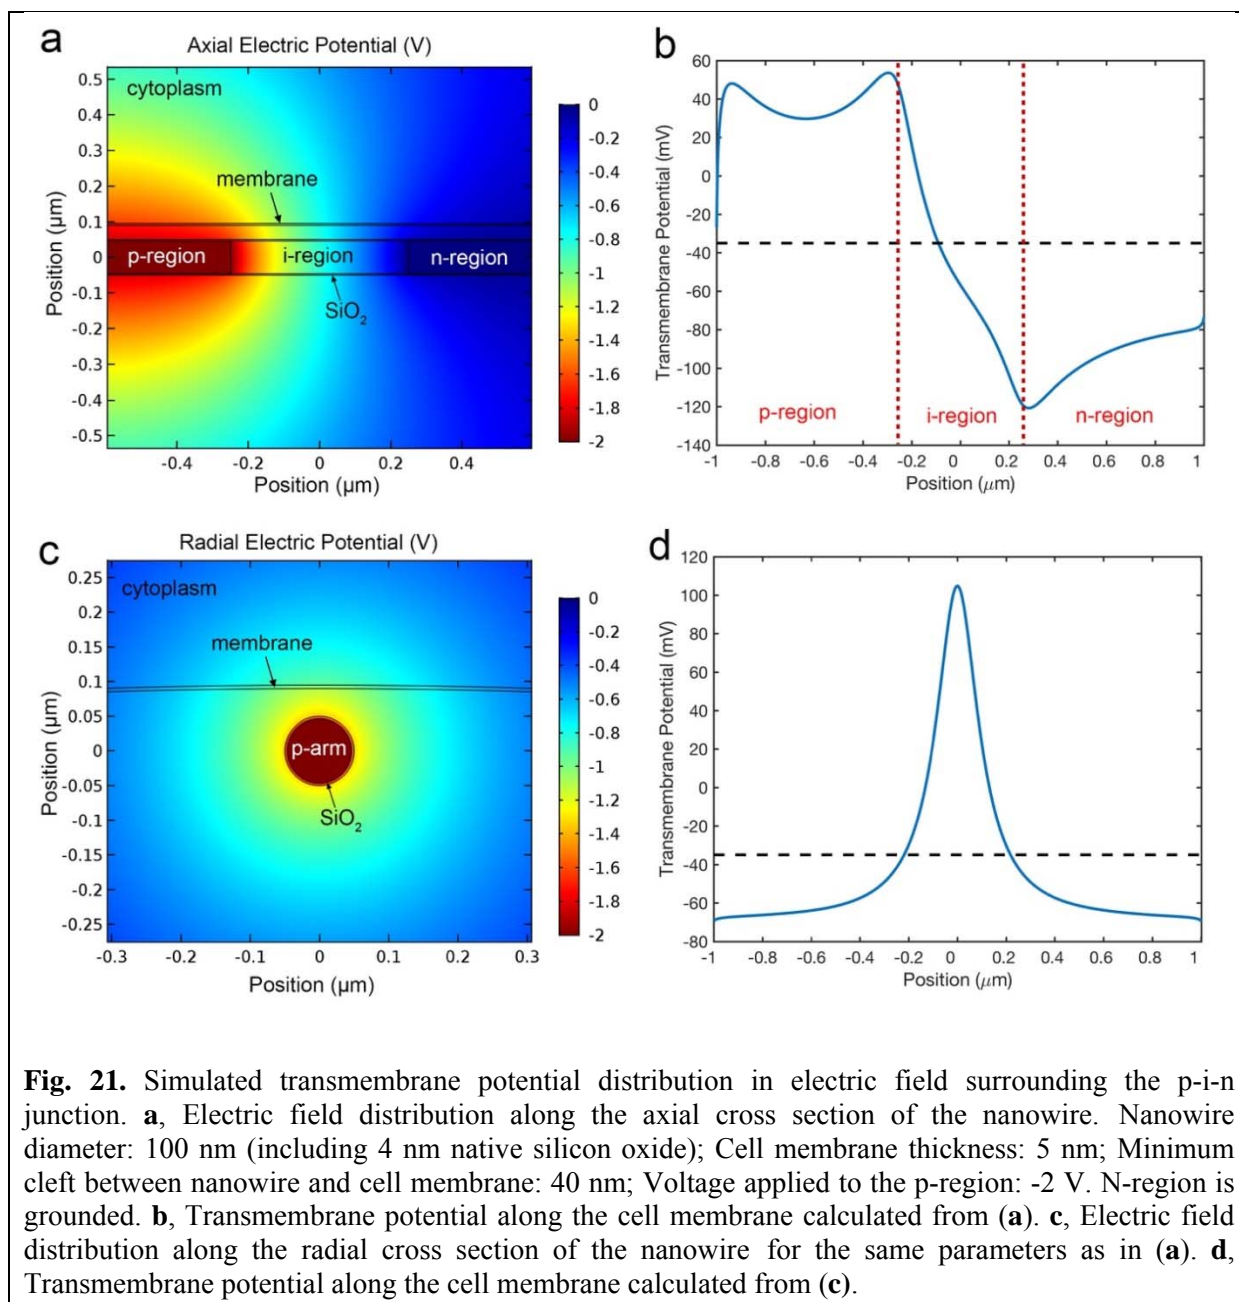 a
Axial Electric Potential (V)
cytoplasm
membrane
p-region
i-region
n-region
SiO2
0.5
0.4
0.3
0.2
0.1
0
-0.1
-0.2
-0.3
-0.4
-0.5
Position (µm)
-0.4
-0.2
0
0.2
0.4
Position (µm)
0
-0.2
-0.4
-0.6
-0.8
-1
-1.2
-1.4
-1.6
-1.8
-2
b
60
40
20
0
-20
-40
-60
-80
-100
-120
-140
Transmembrane Potential (mV)
p-region
i-region
n-region
-1 -0.8 -0.6 -0.4 -0.2 0 0.2 0.4 0.6 0.8 1
Position (µm)
c
Radial Electric Potential (V)
cytoplasm
membrane
p-arm
SiO2
0.25
0.2
0.15
0.1
0.05
0
-0.05
-0.1
-0.15
-0.2
-0.25
Position (µm)
-0.3 -0.2 -0.1 0 0.1 0.2 0.3
Position (µm)
0
-0.2
-0.4
-0.6
-0.8
-1
-1.2
-1.4
-1.6
-1.8
-2
d
120
100
80
60
40
20
0
-20
-40
-60
-80
Transmembrane Potential (mV)
-1 -0.8 -0.6 -0.4 -0.2 0 0.2 0.4 0.6 0.8 1
Position (µm)
Fig. 21. Simulated transmembrane potential distribution in electric field surrounding the p-i-n
junction. a, Electric field distribution along the axial cross section of the nanowire. Nanowire
diameter: 100 nm (including 4 nm native silicon oxide); Cell membrane thickness: 5 nm; Minimum
cleft between nanowire and cell membrane: 40 nm; Voltage applied to the p-region: -2 V. N-region is
grounded. b, Transmembrane potential along the cell membrane calculated from (a). c, Electric field
distribution along the radial cross section of the nanowire for the same parameters as in (a). d,
Transmembrane potential along the cell membrane calculated from (c).